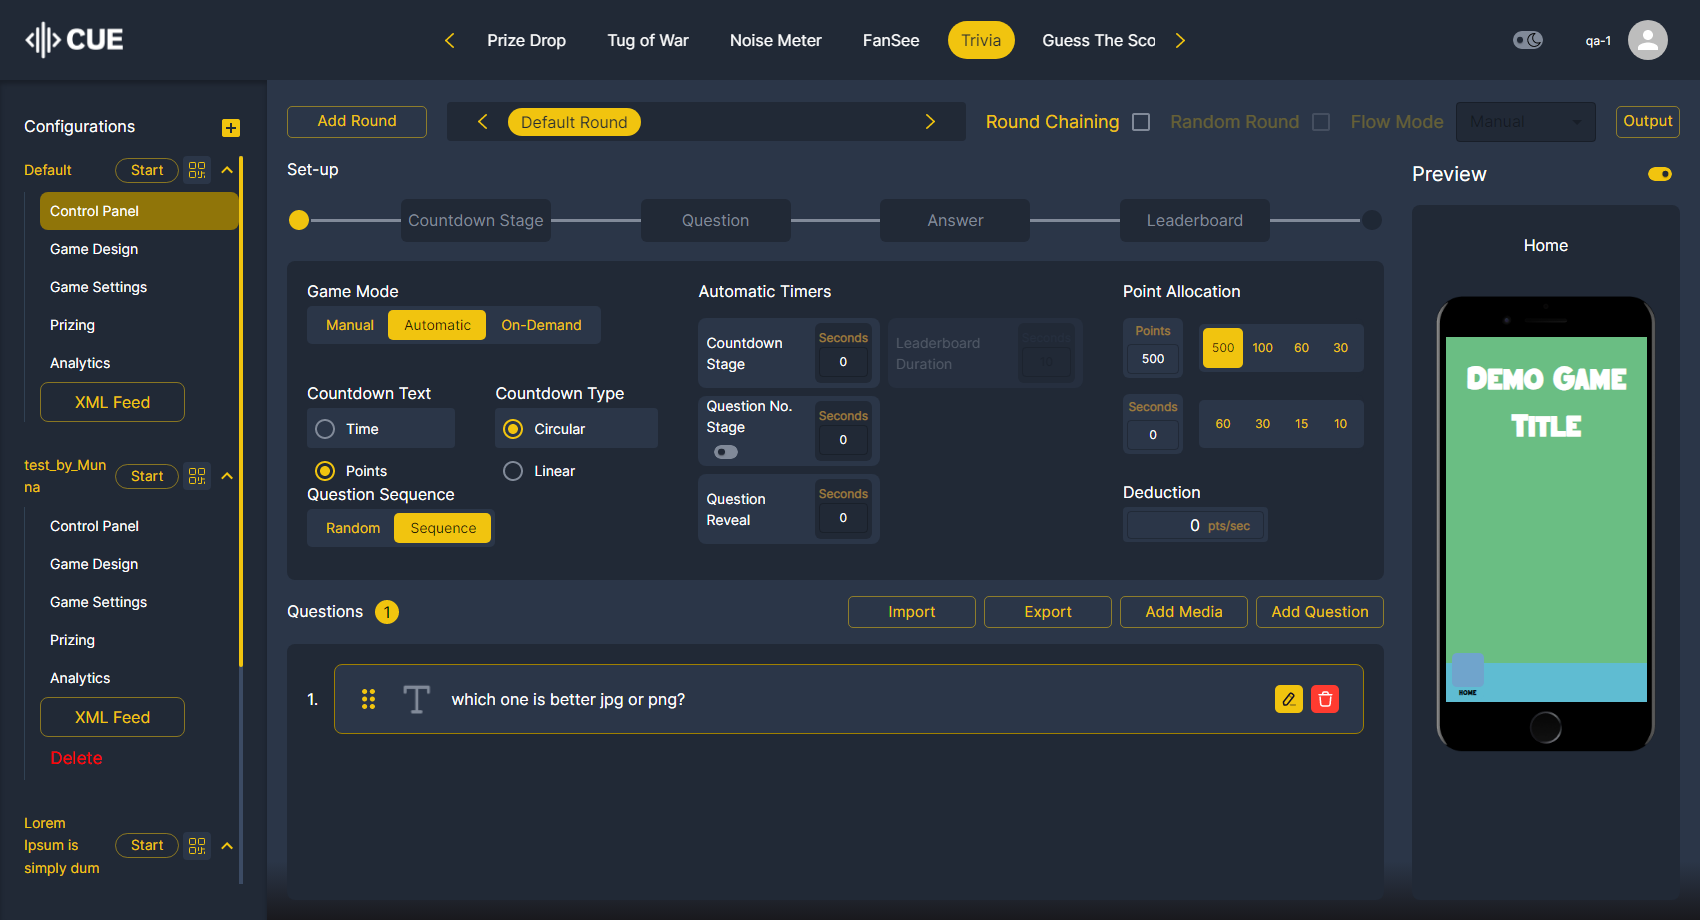 CUE
Prize Drop
Tug of War
Noise Meter
FanSee
Trivia
Guess The Sco
qa-1
Configurations
Default
Start
Control Panel
Game Design
Game Settings
Prizing
Analytics
XML Feed
test_by_Mun
na
Start
Control Panel
Game Design
Game Settings
Prizing
Analytics
XML Feed
Delete
Lorem
Ipsum is
simply dum
Start
Add Round
Default Round
Round Chaining
Random Round
Flow Mode
Manual
Output
Set-up
Countdown Stage
Question
Answer
Leaderboard
Game Mode
Manual
Automatic
On-Demand
Countdown Text
Time
Points
Countdown Type
Circular
Linear
Question Sequence
Random
Sequence
Automatic Timers
Countdown
Stage
Seconds
0
Leaderboard
Duration
Seconds
10
Question No.
Stage
Seconds
0
Question
Reveal
Seconds
0
Point Allocation
Points
500
500
100
60
30
Seconds
0
60
30
15
10
Deduction
0 pts/sec
Questions 1
Import
Export
Add Media
Add Question
1.
which one is better jpg or png?
Preview
Home
Demo Game
Title
HOME